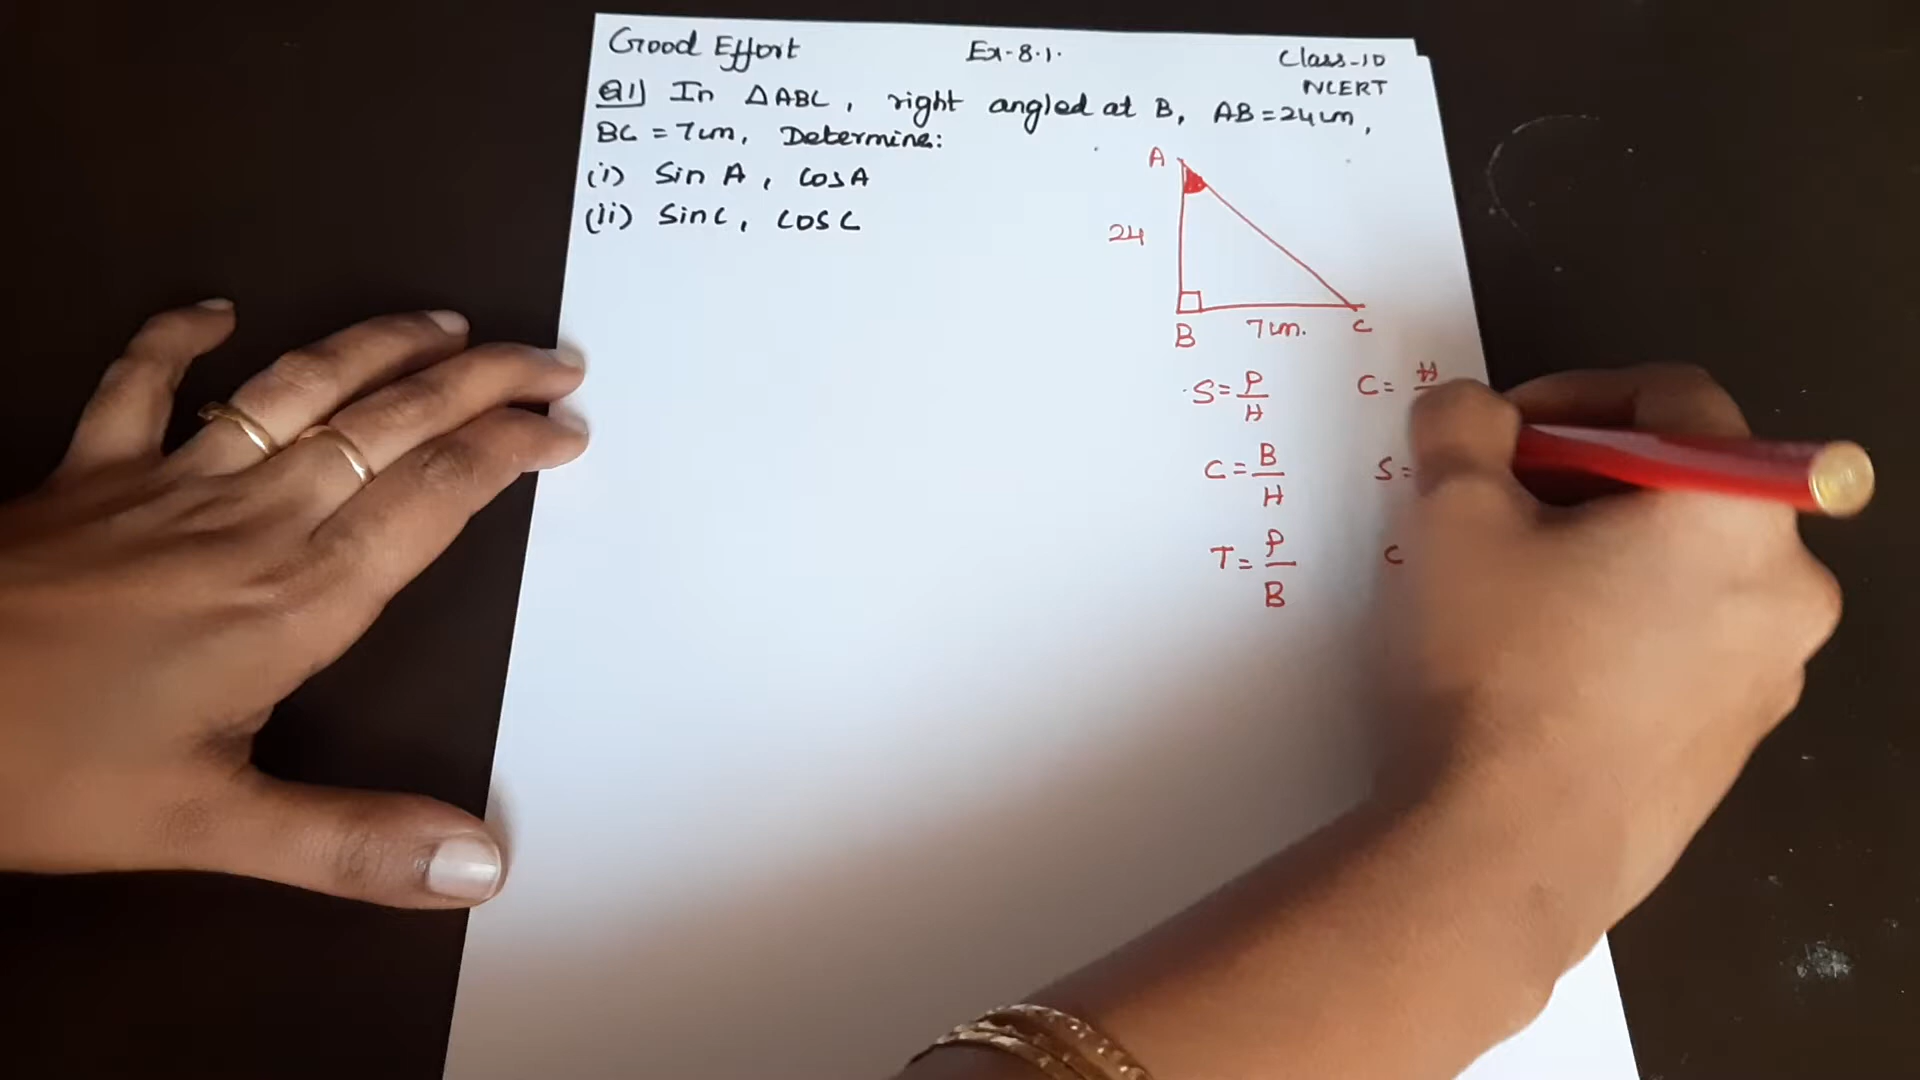 Good Effort Ex-8.1. Class-10
NCERT
Q1) In △ABC, right angled at B, AB=24cm,
BC = 7cm, Determine:
(i) Sin A, cosA
(ii) Sinc, cosC
A
24
B 7cm. C
S=P/H C=H/
C=B/H S=
T=P/B C